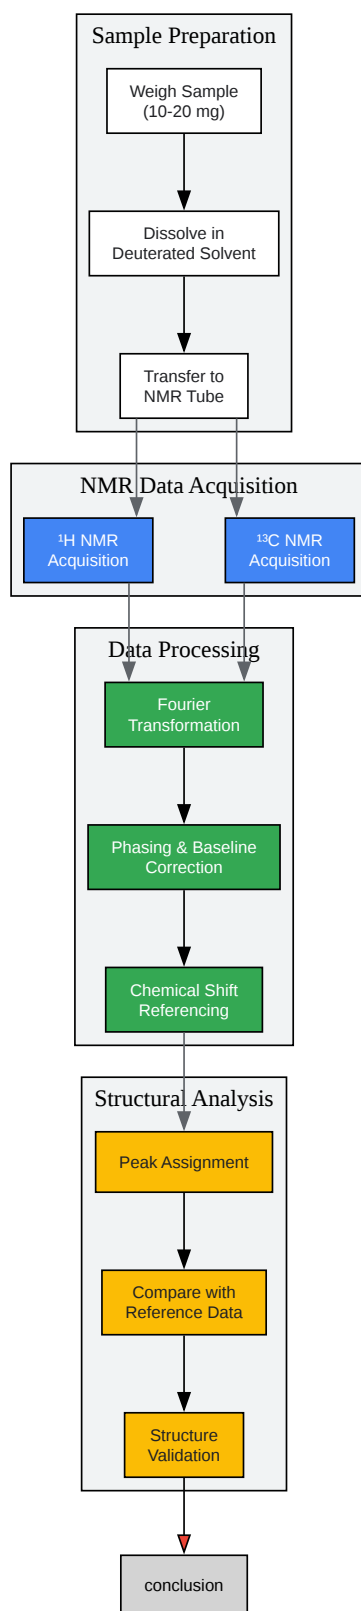 Sample Preparation
Weigh Sample
(10-20 mg)
Dissolve in
Deuterated Solvent
Transfer to
NMR Tube
NMR Data Acquisition
¹H NMR
Acquisition
¹³C NMR
Acquisition
Data Processing
Fourier
Transformation
Phasing & Baseline
Correction
Chemical Shift
Referencing
Structural Analysis
Peak Assignment
Compare with
Reference Data
Structure
Validation
conclusion